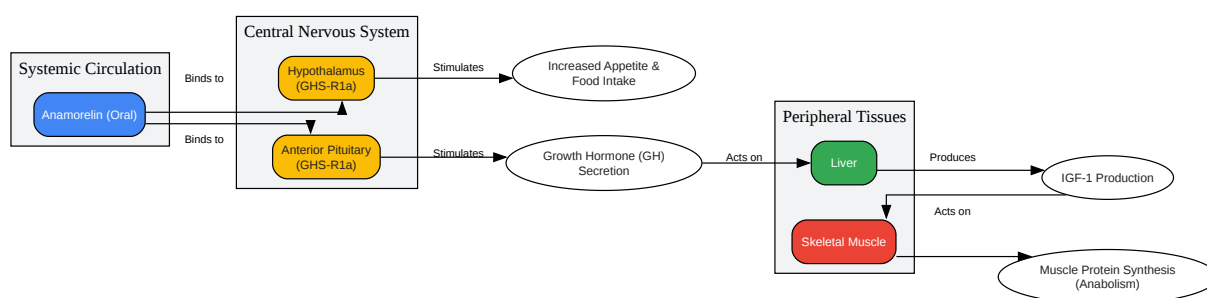 Central Nervous System
Systemic Circulation
Binds to
Hypothalamus
(GHS-R1a)
Stimulates
Increased Appetite &
Food Intake
Anamorelin (Oral)
Binds to
Anterior Pituitary
(GHS-R1a)
Stimulates
Growth Hormone (GH)
Secretion
Acts on
Peripheral Tissues
Liver
Produces
IGF-1 Production
Acts on
Skeletal Muscle
Muscle Protein Synthesis
(Anabolism)